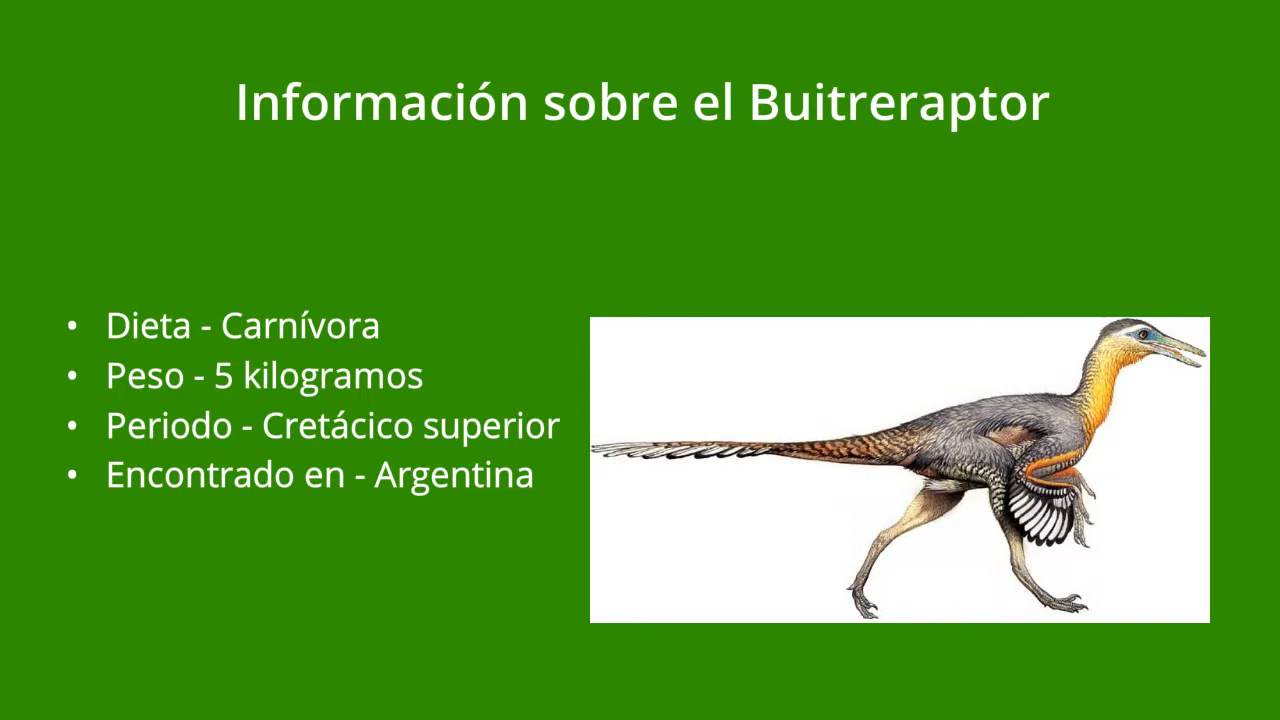 Información sobre el Buitreraptor
• Dieta - Carnívora
• Peso - 5 kilogramos
• Periodo - Cretácico superior
• Encontrado en - Argentina